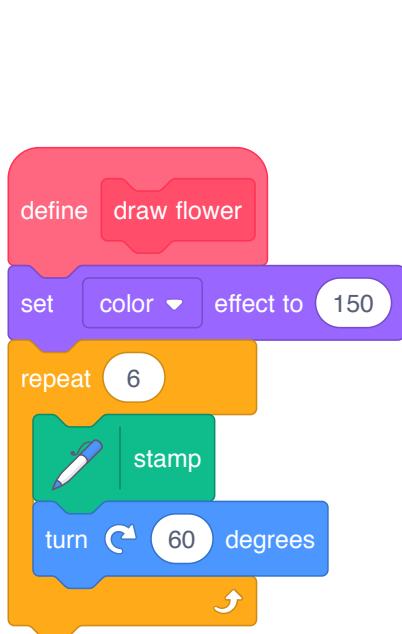 define draw flower
set color effect to 150
repeat 6
stamp
turn 60 degrees